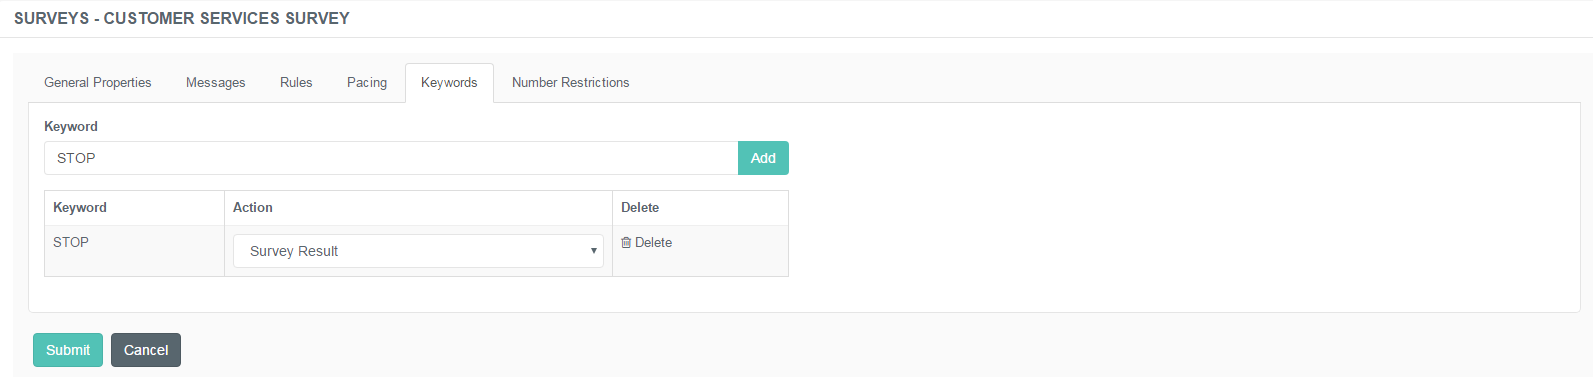 SURVEYS - CUSTOMER SERVICES SURVEY
General Properties Messages Rules Pacing Keywords Number Restrictions
Keyword
STOP Add
Keyword Action Delete
STOP Survey Result Delete
Submit Cancel